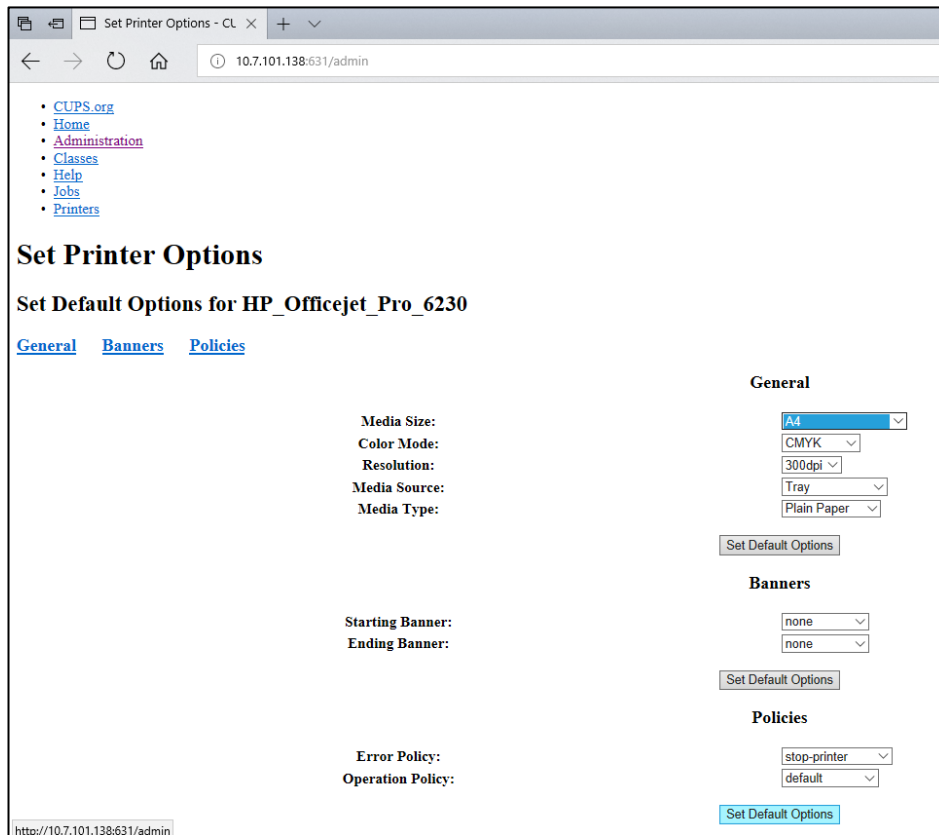 Set Printer Options - CU
10.7.101.138:631/admin
CUPS.org
Home
Administration
Classes
Help
Jobs
Printers
Set Printer Options
Set Default Options for HP_Officejet_Pro_6230
General Banners Policies
General
Media Size: A4
Color Mode: CMYK
Resolution: 300dpi
Media Source: Tray
Media Type: Plain Paper
Set Default Options
Banners
Starting Banner: none
Ending Banner: none
Set Default Options
Policies
Error Policy: stop-printer
Operation Policy: default
Set Default Options
http://10.7.101.138:631/admin